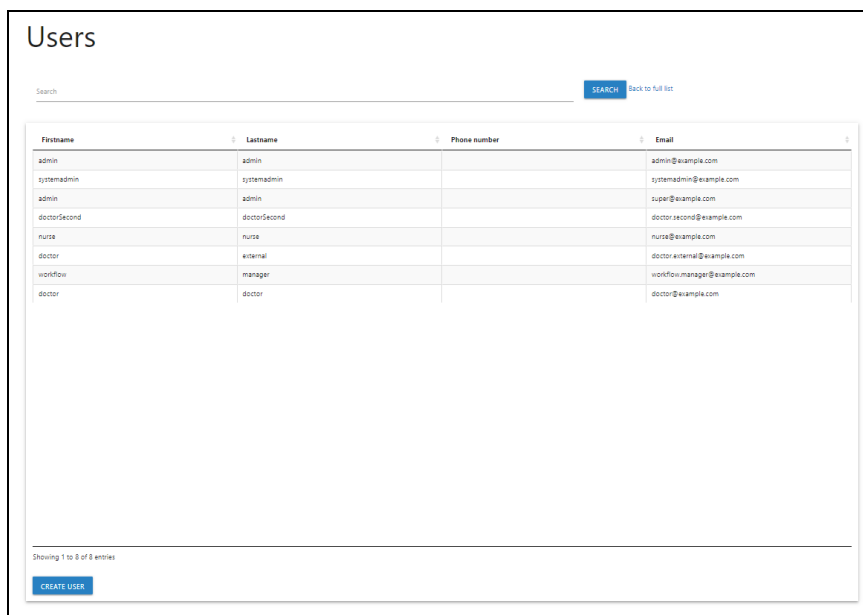 Users
Search SEARCH Back to full list
Firstname Lastname Phone number Email
admin admin admin@example.com
systemadmin systemadmin systemadmin@example.com
admin admin super@example.com
doctorSecond doctorSecond doctor.second@example.com
nurse nurse nurse@example.com
doctor external doctor.external@example.com
workflow manager workflow.manager@example.com
doctor doctor doctor@example.com
Showing 1 to 8 of 8 entries
CREATE USER